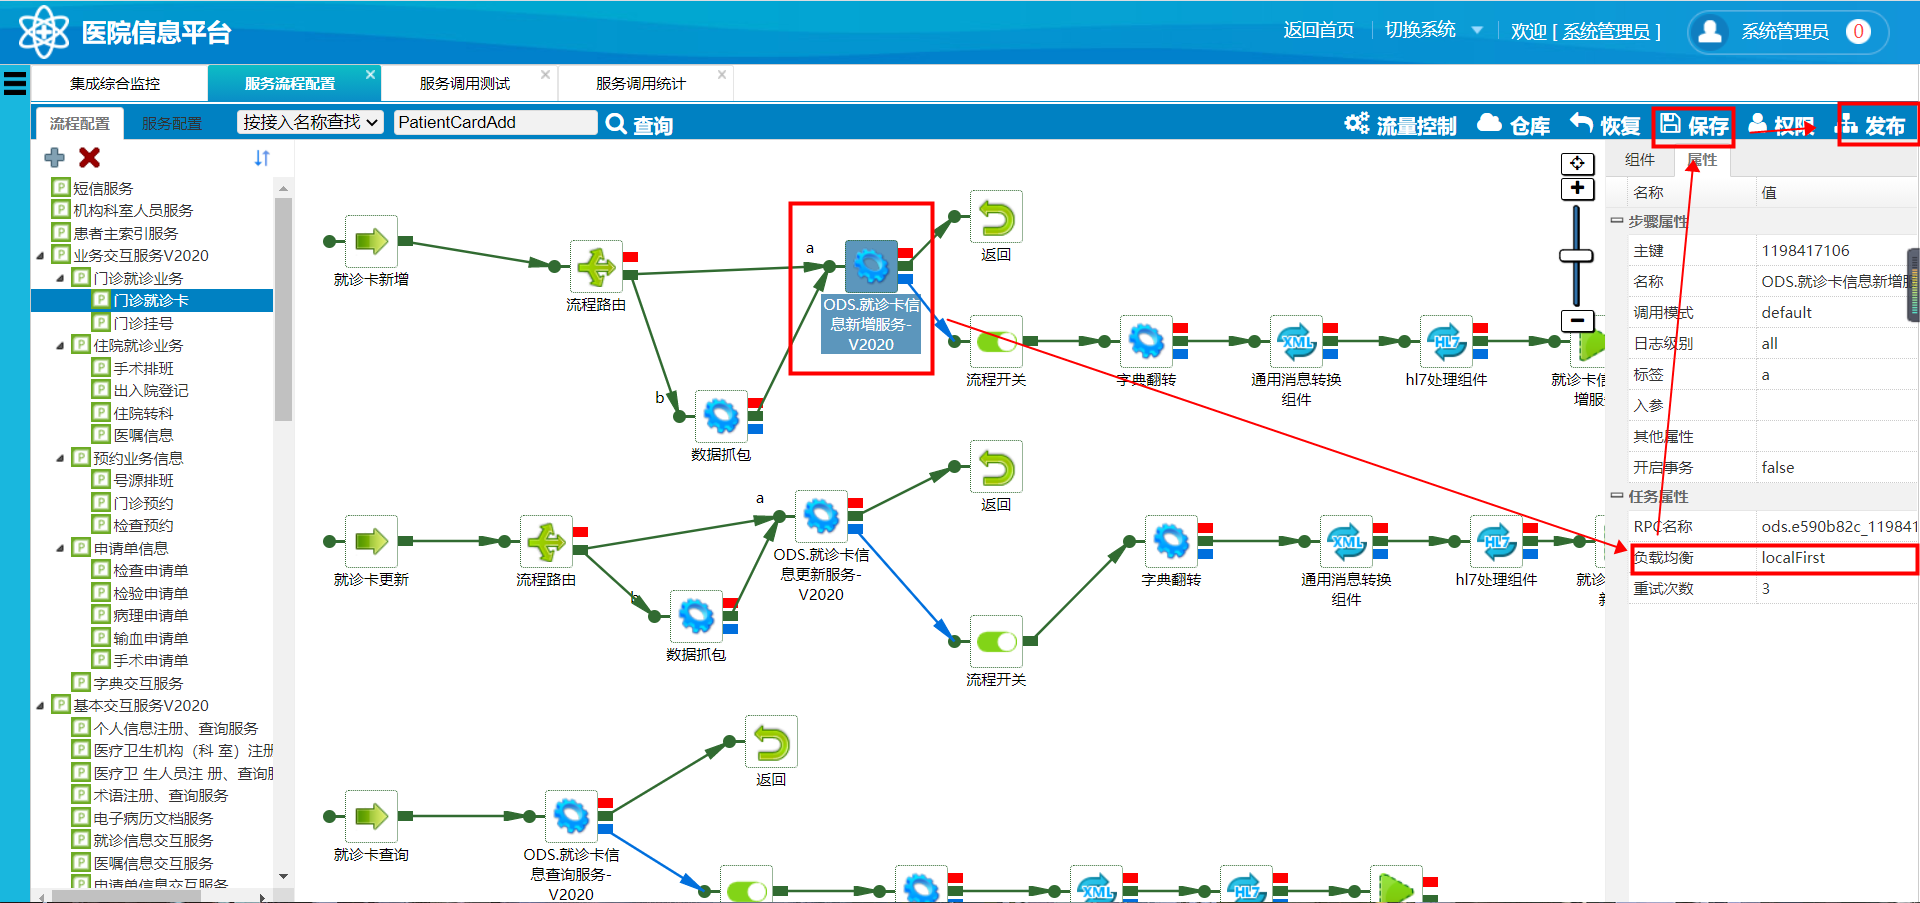 医院信息平台
返回首页
切换系统
欢迎 [ 系统管理员 ]
系统管理员
0
集成综合监控
服务流程配置
服务调用测试
服务调用统计
流程配置
服务配置
按接入名称查找
PatientCardAdd
查询
流量控制
仓库
恢复
保存
权限
发布
短信服务
机构科室人员服务
患者主索引服务
业务交互服务V2020
门诊就诊业务
门诊就诊卡
门诊挂号
住院就诊业务
手术排班
出入院登记
住院转科
医嘱信息
预约业务信息
号源排班
门诊预约
检查预约
申请单信息
检查申请单
检验申请单
病理申请单
输血申请单
手术申请单
字典交互服务
基本交互服务V2020
个人信息注册、查询服务
医疗卫生机构（科 室）注册
医疗卫 生人员注 册、查询服
术语注册、查询服务
电子病历文档服务
就诊信息交互服务
医嘱信息交互服务
申请单信息交互服务
就诊卡新增
流程路由
a
ODS.就诊卡信
息新增服务-
V2020
返回
b
数据抓包
流程开关
字典翻转
XML
通用消息转换
组件
HL7
hl7处理组件
就诊卡信
增服
就诊卡更新
流程路由
a
ODS.就诊卡信
息更新服务-
V2020
返回
b
数据抓包
流程开关
字典翻转
XML
通用消息转换
组件
HL7
hl7处理组件
就诊
就诊卡查询
ODS.就诊卡信
息查询服务-
V2020
返回
XML
HL7
组件
属性
名称
值
步骤属性
主键
1198417106
名称
ODS.就诊卡信息新增服
调用模式
default
日志级别
all
标签
a
入参
其他属性
开启事务
false
任务属性
RPC名称
ods.e590b82c_119841
负载均衡
localFirst
重试次数
3